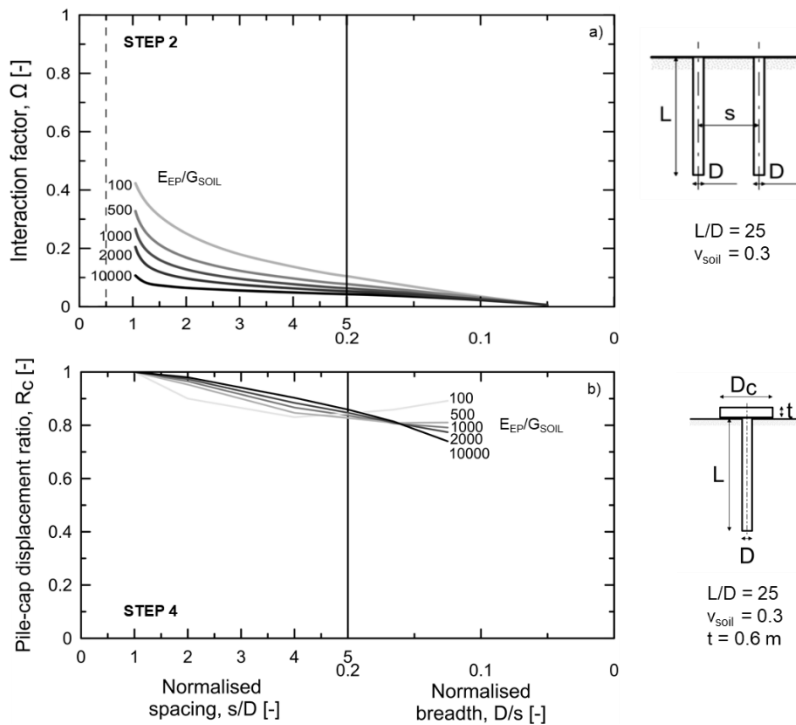 STEP 2
a)
Interaction factor, Ω [-]
1
0.8
0.6
0.4
0.2
0
E_EP/G_SOIL
100
500
1000
2000
10000
0 1 2 3 4 5 0.1 0
0.2
L
s
D D
L/D = 25
v_soil = 0.3
b)
Pile-cap displacement ratio, R_C [-]
1
0.8
0.6
0.4
0.2
0
100
500
1000
2000
10000
E_EP/G_SOIL
STEP 4
0 1 2 3 4 5 0.1 0
0.2
Normalised
spacing, s/D [-]
Normalised
breadth, D/s [-]
D_C
t
L
D
L/D = 25
v_soil = 0.3
t = 0.6 m